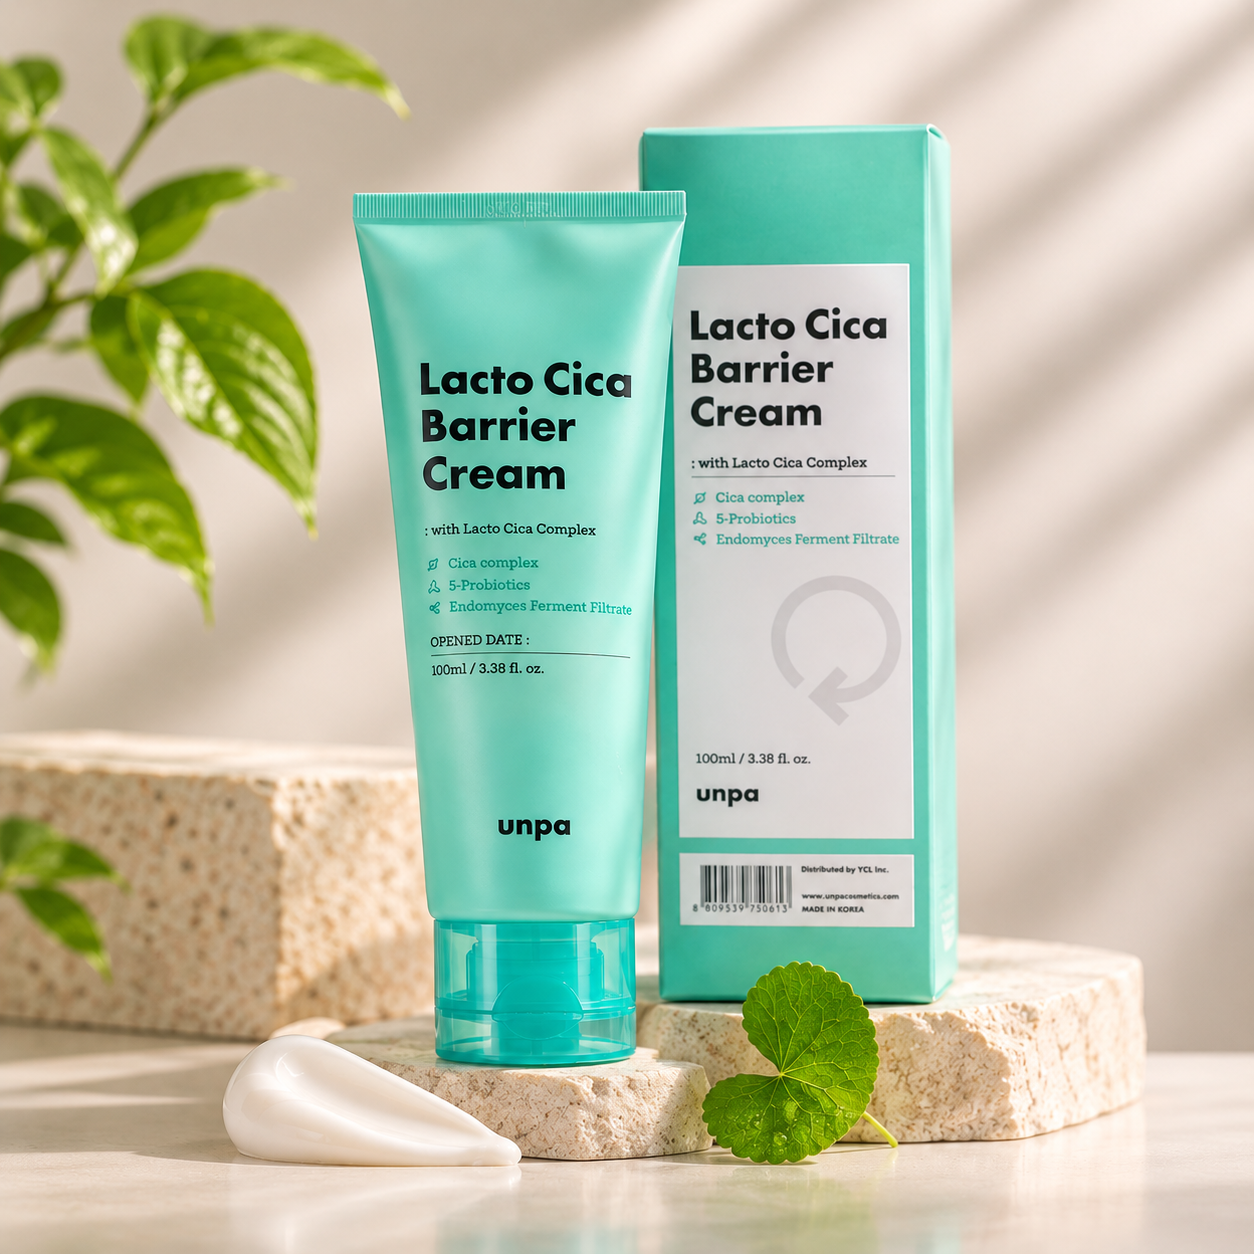 Lacto Cica
Barrier
Cream
: with Lacto Cica Complex
Cica complex
5-Probiotics
Endomyces Ferment Filtrate
OPENED DATE :
100ml / 3.38 fl. oz.
unpa
Lacto Cica
Barrier
Cream
: with Lacto Cica Complex
Cica complex
5-Probiotics
Endomyces Ferment Filtrate
100ml / 3.38 fl. oz.
unpa
Distributed by YCL Inc.
www.unpacosmetics.com
MADE IN KOREA
8 809539 750613